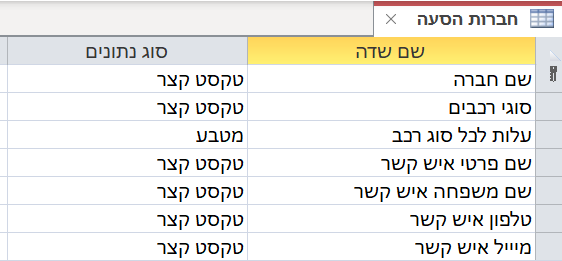 חברות הסעה
שם שדה סוג נתונים
שם חברה טקסט קצר
סוגי רכבים טקסט קצר
עלות לכל סוג רכב מטבע
שם פרטי איש קשר טקסט קצר
שם משפחה איש קשר טקסט קצר
טלפון איש קשר טקסט קצר
מיייל איש קשר טקסט קצר